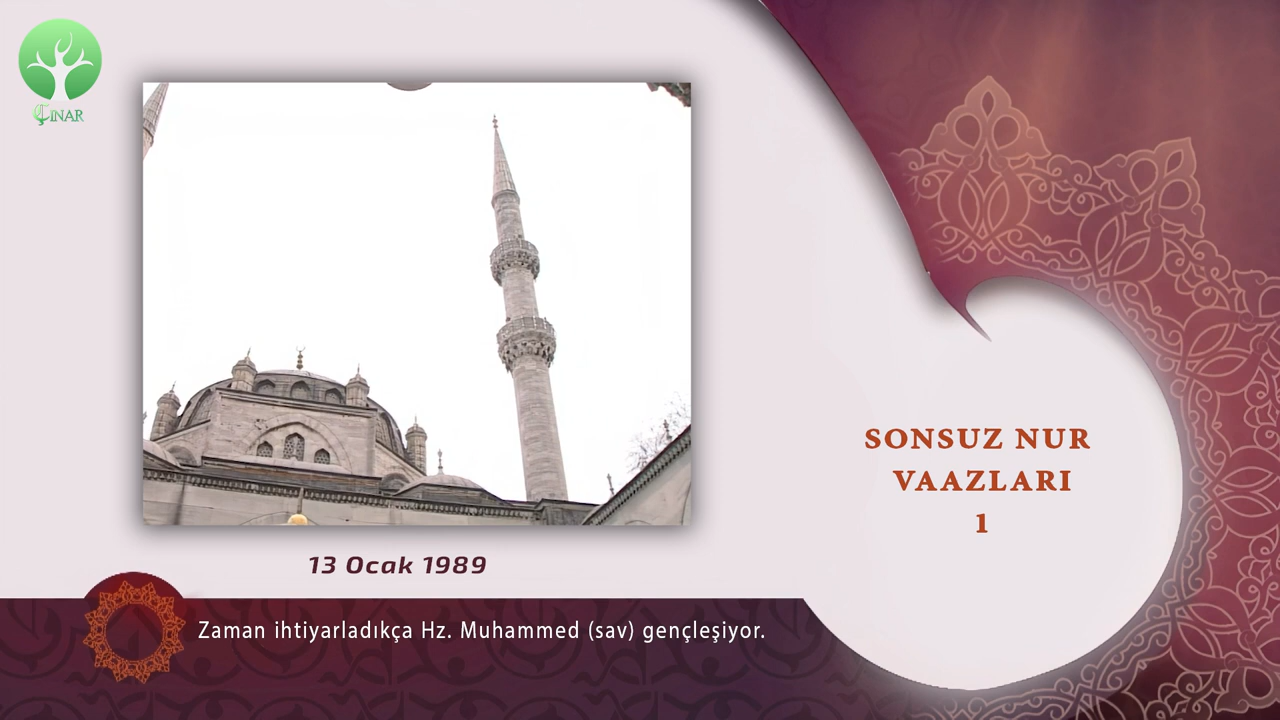 ÇINAR
13 Ocak 1989
SONSUZ NUR
VAAZLARI
1
Zaman ihtiyarladıkça Hz. Muhammed (sav) gençleşiyor.